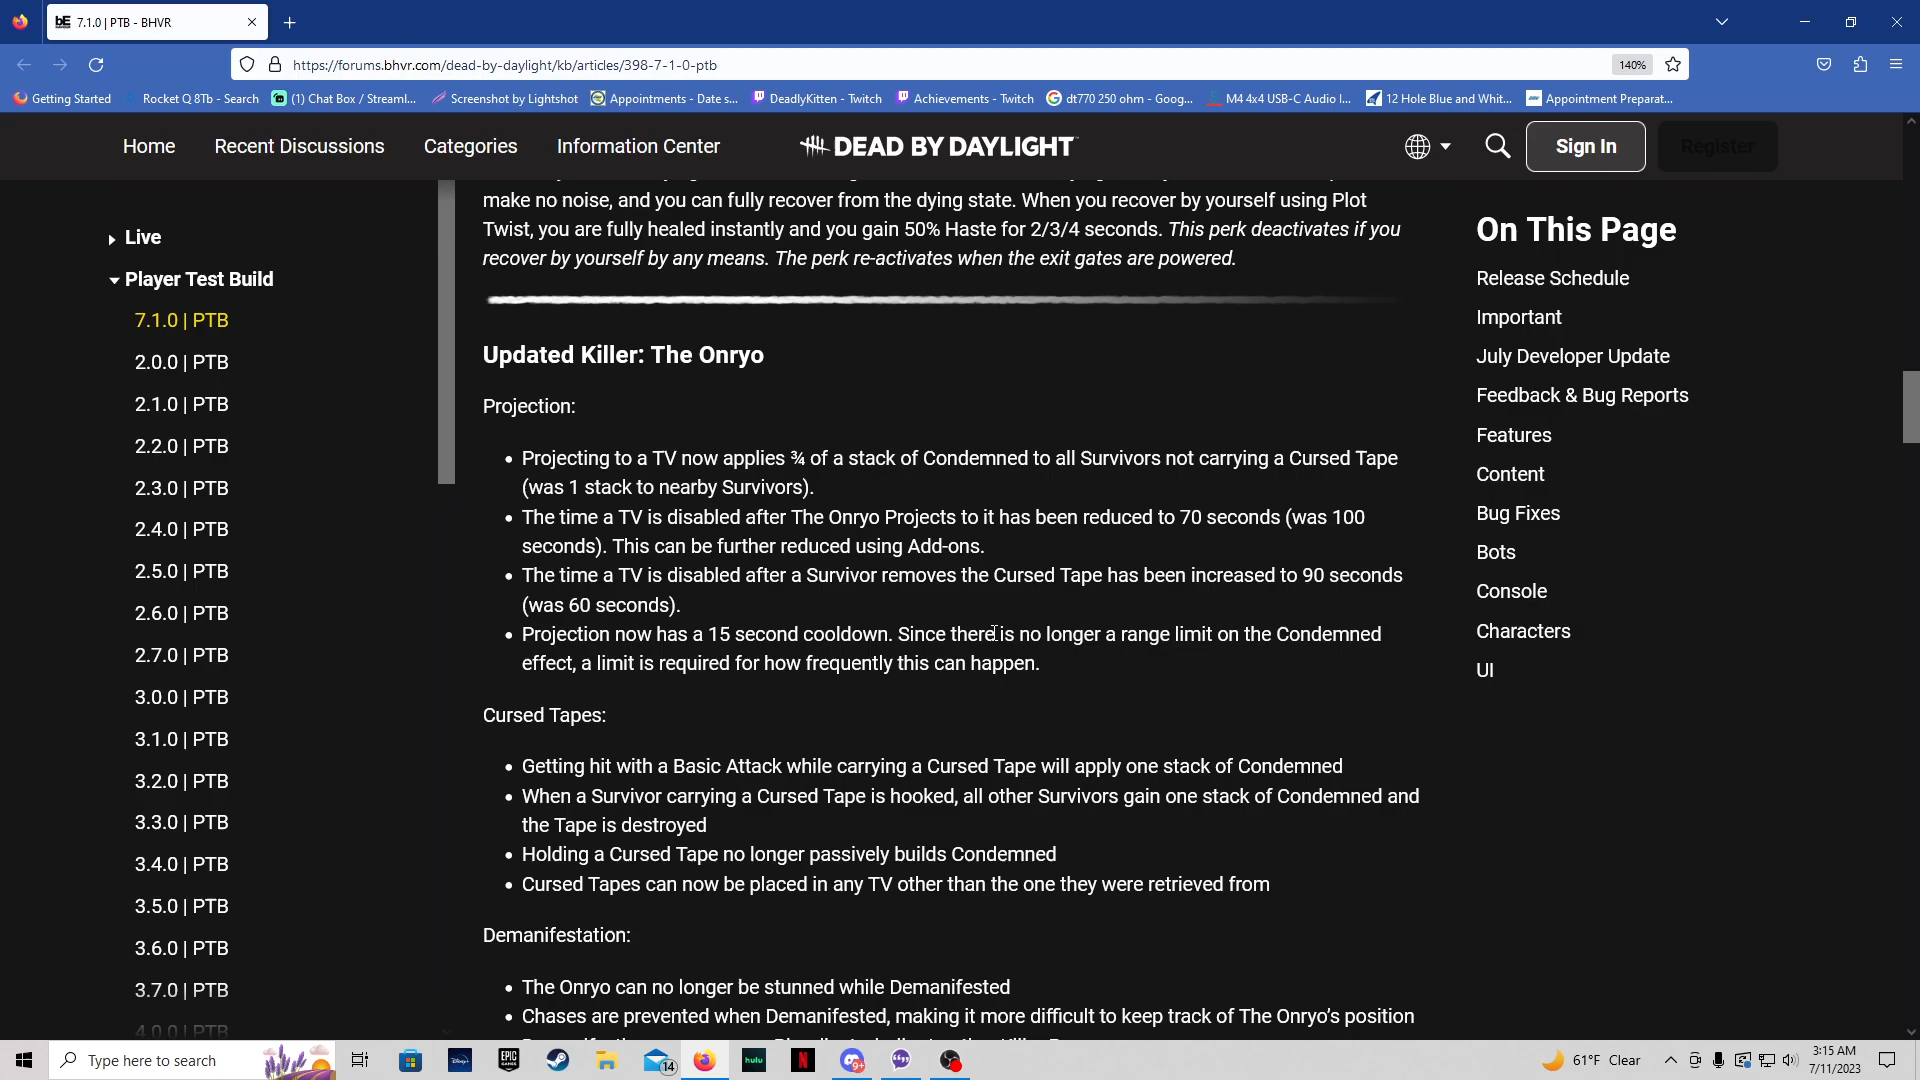 7.1.0 | PTB - BHVR
https://forums.bhvr.com/dead-by-daylight/kb/articles/398-7-1-0-ptb
140%
Getting Started
Rocket Q 8Tb - Search
(1) Chat Box / Streaml...
Screenshot by Lightshot
Appointments - Date s...
DeadlyKitten - Twitch
Achievements - Twitch
dt770 250 ohm - Goog...
M4 4x4 USB-C Audio I...
12 Hole Blue and Whit...
Appointment Preparat...
Home
Recent Discussions
Categories
Information Center
DEAD BY DAYLIGHT
Sign In
Register
Live
Player Test Build
7.1.0 | PTB
2.0.0 | PTB
2.1.0 | PTB
2.2.0 | PTB
2.3.0 | PTB
2.4.0 | PTB
2.5.0 | PTB
2.6.0 | PTB
2.7.0 | PTB
3.0.0 | PTB
3.1.0 | PTB
3.2.0 | PTB
3.3.0 | PTB
3.4.0 | PTB
3.5.0 | PTB
3.6.0 | PTB
3.7.0 | PTB
4.0.0 | PTB
make no noise, and you can fully recover from the dying state. When you recover by yourself using Plot
Twist, you are fully healed instantly and you gain 50% Haste for 2/3/4 seconds. This perk deactivates if you
recover by yourself by any means. The perk re-activates when the exit gates are powered.
Updated Killer: The Onryo
Projection:
• Projecting to a TV now applies ¾ of a stack of Condemned to all Survivors not carrying a Cursed Tape
(was 1 stack to nearby Survivors).
• The time a TV is disabled after The Onryo Projects to it has been reduced to 70 seconds (was 100
seconds). This can be further reduced using Add-ons.
• The time a TV is disabled after a Survivor removes the Cursed Tape has been increased to 90 seconds
(was 60 seconds).
• Projection now has a 15 second cooldown. Since there is no longer a range limit on the Condemned
effect, a limit is required for how frequently this can happen.
Cursed Tapes:
• Getting hit with a Basic Attack while carrying a Cursed Tape will apply one stack of Condemned
• When a Survivor carrying a Cursed Tape is hooked, all other Survivors gain one stack of Condemned and
the Tape is destroyed
• Holding a Cursed Tape no longer passively builds Condemned
• Cursed Tapes can now be placed in any TV other than the one they were retrieved from
Demanifestation:
• The Onryo can no longer be stunned while Demanifested
• Chases are prevented when Demanifested, making it more difficult to keep track of The Onryo's position
On This Page
Release Schedule
Important
July Developer Update
Feedback & Bug Reports
Features
Content
Bug Fixes
Bots
Console
Characters
UI
Type here to search
EPIC
14
hulu
N
9+
61°F Clear
3:15 AM
7/11/2023